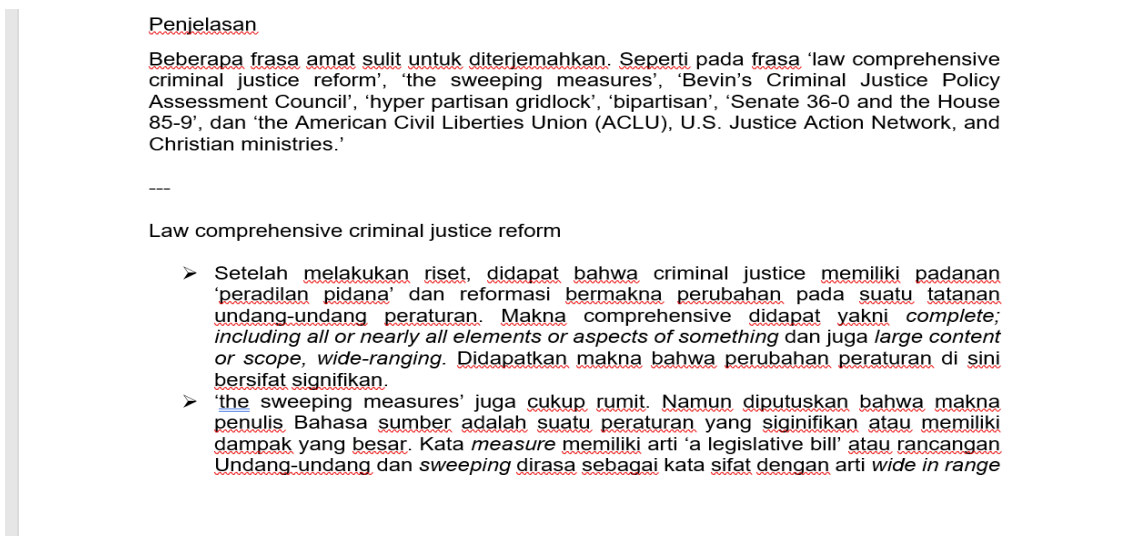 Penjelasan
Beberapa frasa amat sulit untuk diterjemahkan. Seperti pada frasa ‘law comprehensive
criminal justice reform’, ‘the sweeping measures’, ‘Bevin’s Criminal Justice Policy
Assessment Council’, ‘hyper partisan gridlock’, ‘bipartisan’, ‘Senate 36-0 and the House
85-9’, dan ‘the American Civil Liberties Union (ACLU), U.S. Justice Action Network, and
Christian ministries.’
---
Law comprehensive criminal justice reform
➢ Setelah melakukan riset, didapat bahwa criminal justice memiliki padanan
‘peradilan pidana’ dan reformasi bermakna perubahan pada suatu tatanan
undang-undang peraturan. Makna comprehensive didapat yakni complete;
including all or nearly all elements or aspects of something dan juga large content
or scope, wide-ranging. Didapatkan makna bahwa perubahan peraturan di sini
bersifat signifikan.
➢ ‘the sweeping measures’ juga cukup rumit. Namun diputuskan bahwa makna
penulis Bahasa sumber adalah suatu peraturan yang siginifikan atau memiliki
dampak yang besar. Kata measure memiliki arti ‘a legislative bill’ atau rancangan
Undang-undang dan sweeping dirasa sebagai kata sifat dengan arti wide in range